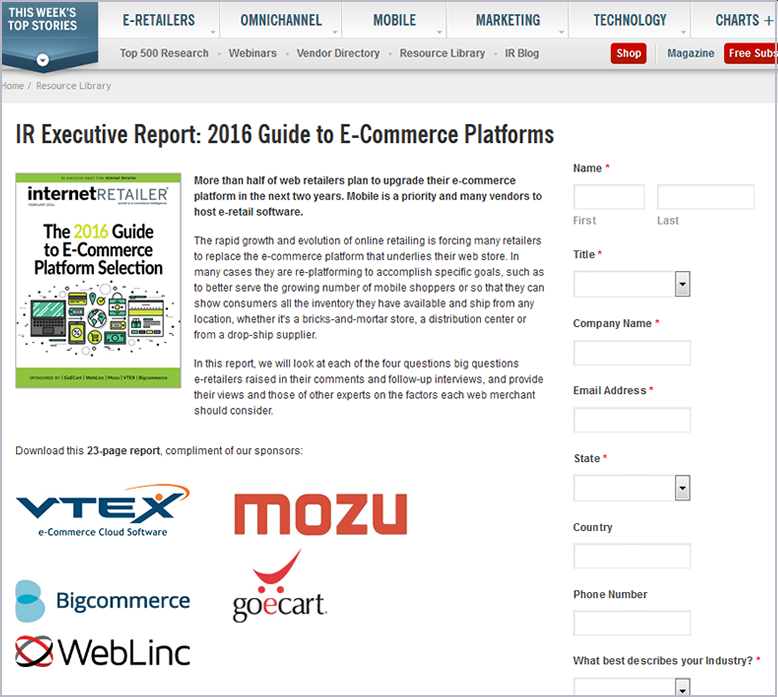 THIS WEEK'S
TOP STORIES
E-RETAILERS
OMNICHANNEL
MOBILE
MARKETING
TECHNOLOGY
CHARTS +
Top 500 Research
Webinars
Vendor Directory
Resource Library
IR Blog
Shop
Magazine
Free Subs
Home / Resource Library
IR Executive Report: 2016 Guide to E-Commerce Platforms
An executive report from Internet Retailer
internetRETAILER
FEBRUARY 2016
The 2016 Guide
to E-Commerce
Platform Selection
SPONSORED BY | GoECart | WebLinc | Mozu | VTEX | Bigcommerce
More than half of web retailers plan to upgrade their e-commerce
platform in the next two years. Mobile is a priority and many vendors to
host e-retail software.
The rapid growth and evolution of online retailing is forcing many retailers
to replace the e-commerce platform that underlies their web store. In
many cases they are re-platforming to accomplish specific goals, such as
to better serve the growing number of mobile shoppers or so that they can
show consumers all the inventory they have available and ship from any
location, whether it's a bricks-and-mortar store, a distribution center or
from a drop-ship supplier.
In this report, we will look at each of the four questions big questions
e-retailers raised in their comments and follow-up interviews, and provide
their views and those of other experts on the factors each web merchant
should consider.
Download this 23-page report, compliment of our sponsors:
VTEX
e-Commerce Cloud Software
mozu
Bigcommerce
goecart
WebLinc
Name *
First
Last
Title *
Company Name *
Email Address *
State *
Country
Phone Number
What best describes your Industry? *